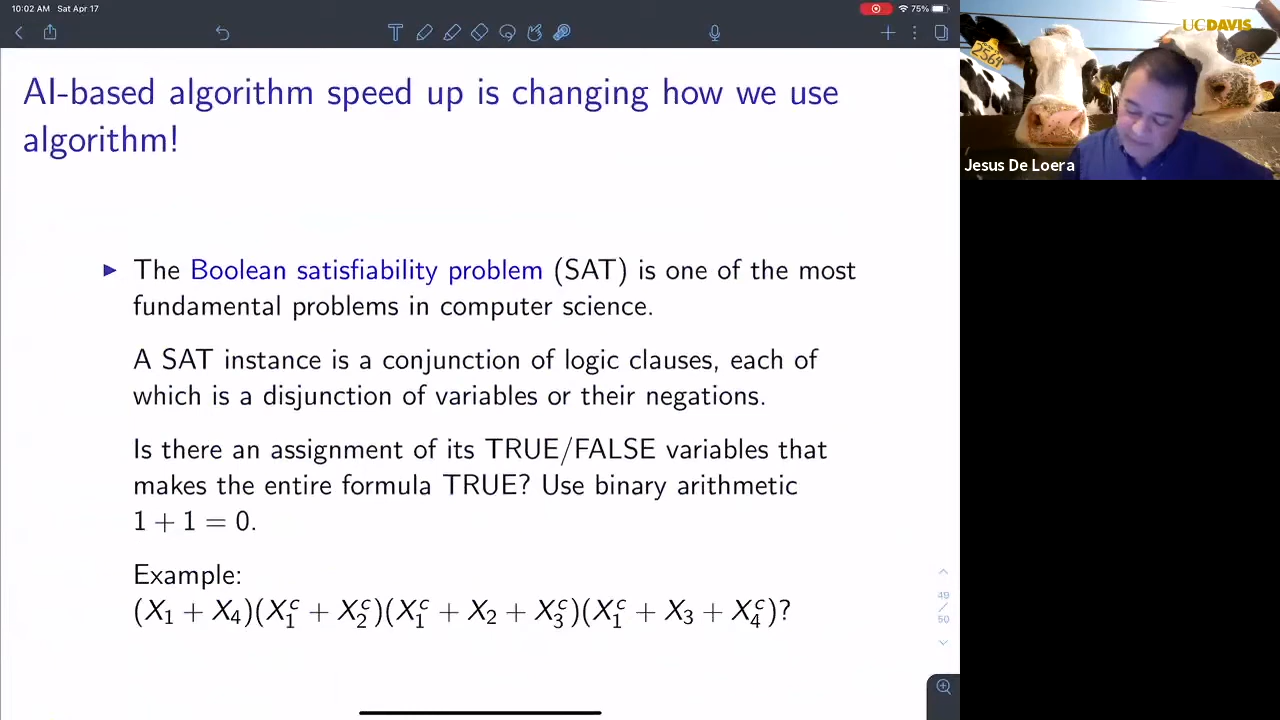 10:02 AM Sat Apr 17
75%
AI-based algorithm speed up is changing how we use
algorithm!
The Boolean satisfiability problem (SAT) is one of the most
fundamental problems in computer science.
A SAT instance is a conjunction of logic clauses, each of
which is a disjunction of variables or their negations.
Is there an assignment of its TRUE/FALSE variables that
makes the entire formula TRUE? Use binary arithmetic
1 + 1 = 0.
Example:
(X₁ + X₄)(X₁ᶜ + X₂ᶜ)(X₁ᶜ + X₂ + X₃ᶜ)(X₁ᶜ + X₃ + X₄ᶜ)?
49
/
50
UCDAVIS
2564
Jesus De Loera